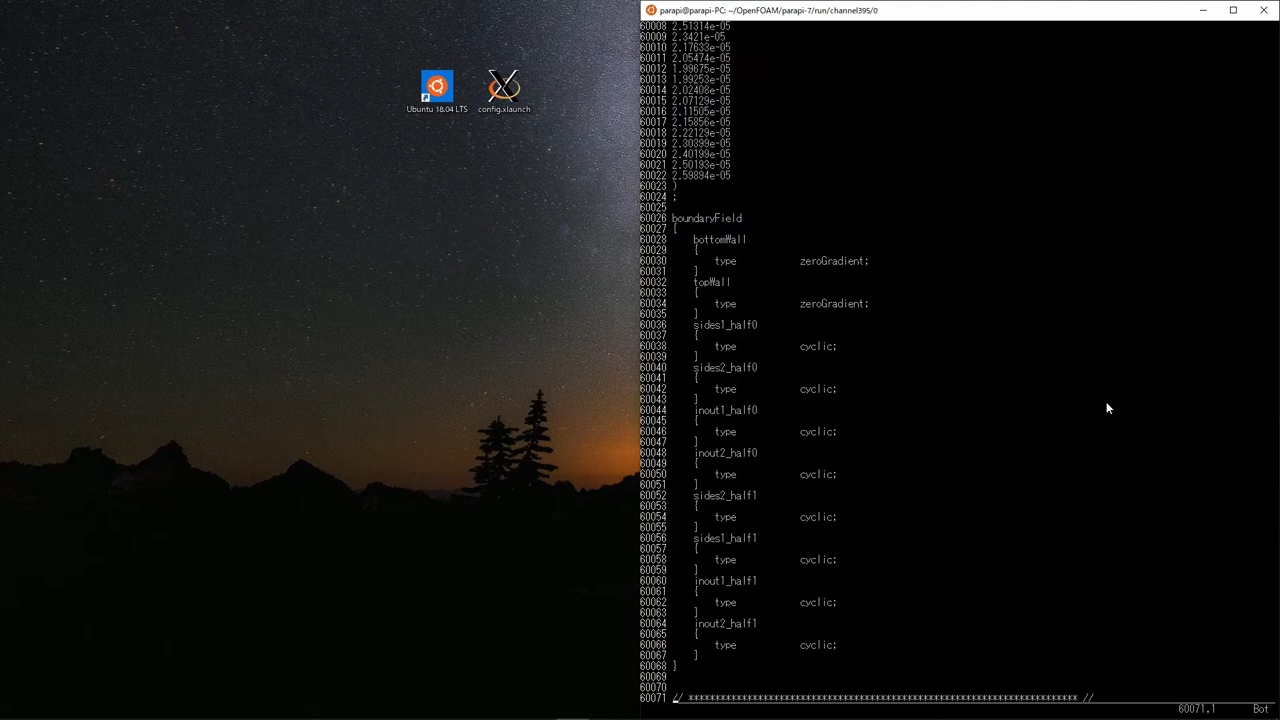 parapi@parapi-PC: ~/OpenFOAM/parapi-7/run/channel395/0
Ubuntu 18.04 LTS
config.xlaunch
60008 2.51314e-05
60009 2.3421e-05
60010 2.17633e-05
60011 2.05474e-05
60012 1.99675e-05
60013 1.99253e-05
60014 2.02408e-05
60015 2.07129e-05
60016 2.11505e-05
60017 2.15856e-05
60018 2.22129e-05
60019 2.30399e-05
60020 2.40199e-05
60021 2.50193e-05
60022 2.59894e-05
60023 )
60024 ;
60025
60026 boundaryField
60027 {
60028 bottomWall
60029 {
60030 type zeroGradient;
60031 }
60032 topWall
60033 {
60034 type zeroGradient;
60035 }
60036 sides1_half0
60037 {
60038 type cyclic;
60039 }
60040 sides2_half0
60041 {
60042 type cyclic;
60043 }
60044 inout1_half0
60045 {
60046 type cyclic;
60047 }
60048 inout2_half0
60049 {
60050 type cyclic;
60051 }
60052 sides2_half1
60053 {
60054 type cyclic;
60055 }
60056 sides1_half1
60057 {
60058 type cyclic;
60059 }
60060 inout1_half1
60061 {
60062 type cyclic;
60063 }
60064 inout2_half1
60065 {
60066 type cyclic;
60067 }
60068 }
60069
60070
60071 // ************************************************************************* //
60071,1 Bot